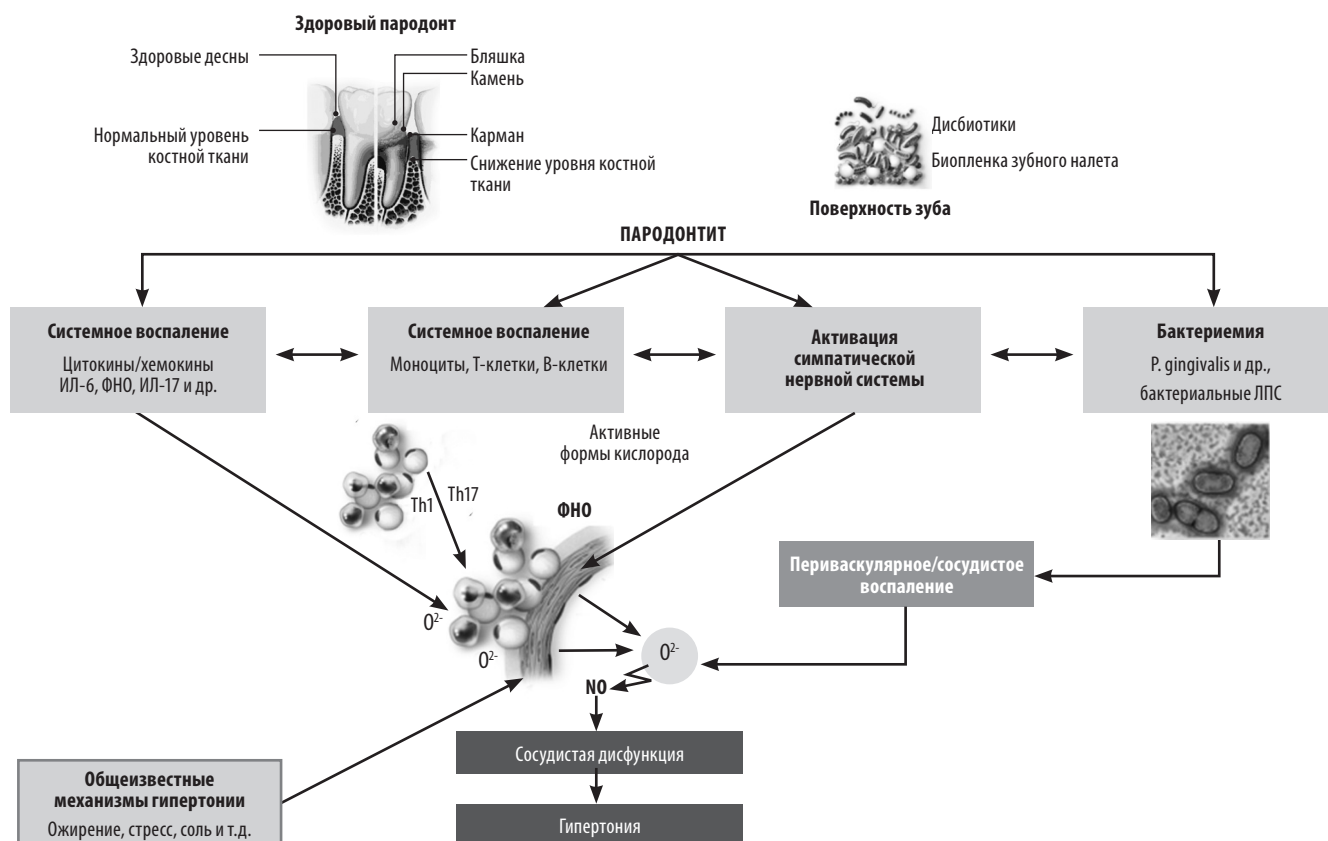 Здоровый пародонт
Здоровые десны
Нормальный уровень
костной ткани
Бляшка
Камень
Карман
Снижение уровня костной
ткани
Дисбиотики
Биопленка зубного налета
Поверхность зуба
ПАРОДОНТИТ
Системное воспаление
Цитокины/хемокины
ИЛ-6, ФНО, ИЛ-17 и др.
Системное воспаление
Моноциты, Т-клетки, В-клетки
Активация
симпатической
нервной системы
Бактериемия
P. gingivalis и др.,
бактериальные ЛПС
Активные
формы кислорода
Th1
Th17
ФНО
Периваскулярное/сосудистое
воспаление
O²⁻
O²⁻
O²⁻
NO
Сосудистая дисфункция
Гипертония
Общеизвестные
механизмы гипертонии
Ожирение, стресс, соль и т.д.